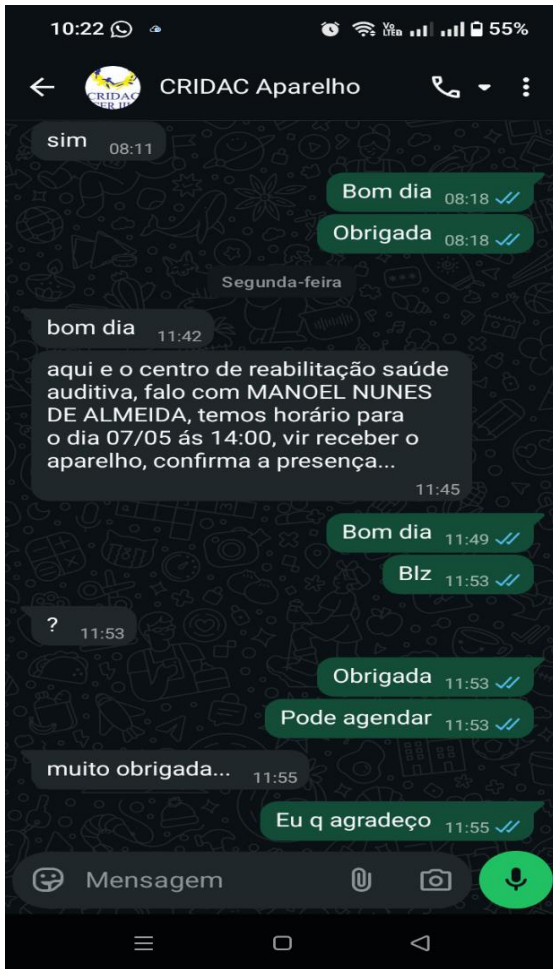 10:22 55%
CRIDAC Aparelho
CRIDAC
CER III
sim 08:11
Bom dia 08:18
Obrigada 08:18
Segunda-feira
bom dia 11:42
aqui e o centro de reabilitação saúde
auditiva, falo com MANOEL NUNES
DE ALMEIDA, temos horário para
o dia 07/05 ás 14:00, vir receber o
aparelho, confirma a presença...
11:45
Bom dia 11:49
Blz 11:53
? 11:53
Obrigada 11:53
Pode agendar 11:53
muito obrigada... 11:55
Eu q agradeço 11:55
Mensagem